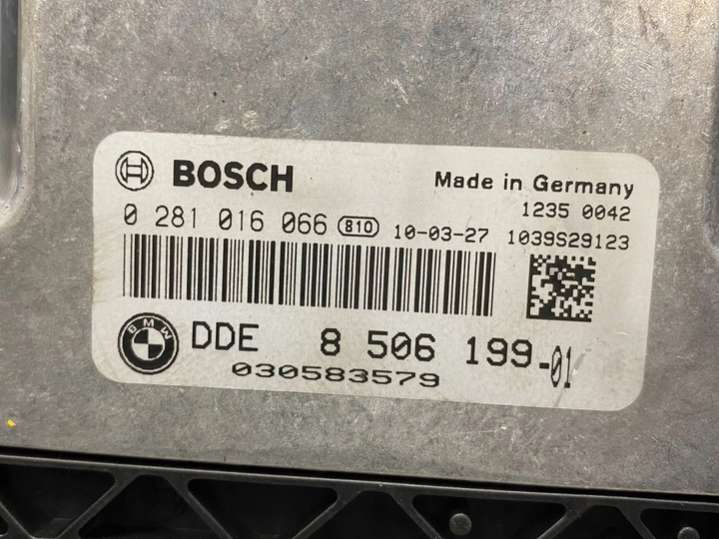 BOSCH Made in Germany
1235 0042
0 281 016 066 810 10-03-27 1039S29123
BMW DDE 8 506 199-01
030583579